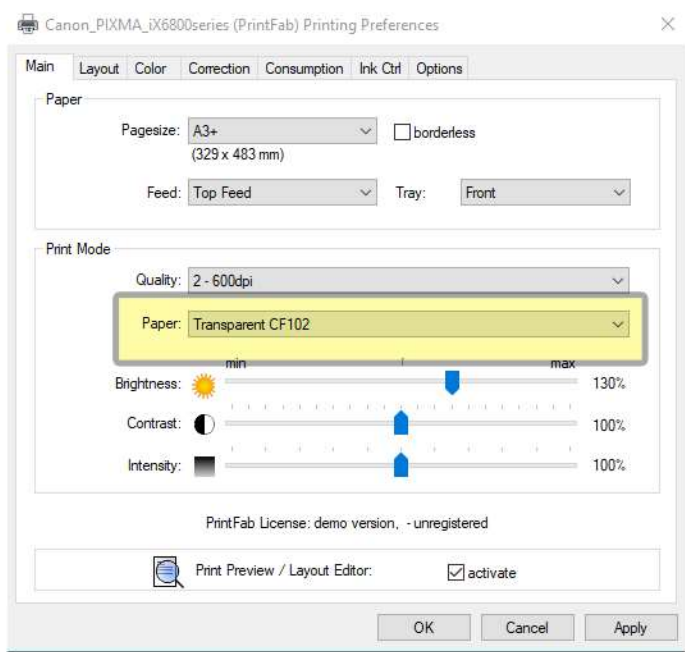 Canon_PIXMA_iX6800series (PrintFab) Printing Preferences
Main Layout Color Correction Consumption Ink Ctrl Options
Paper
Pagesize: A3+ borderless
(329 x 483 mm)
Feed: Top Feed Tray: Front
Print Mode
Quality: 2 - 600dpi
Paper: Transparent CF102
min max
Brightness: 130%
Contrast: 100%
Intensity: 100%
PrintFab License: demo version, - unregistered
Print Preview / Layout Editor: activate
OK Cancel Apply